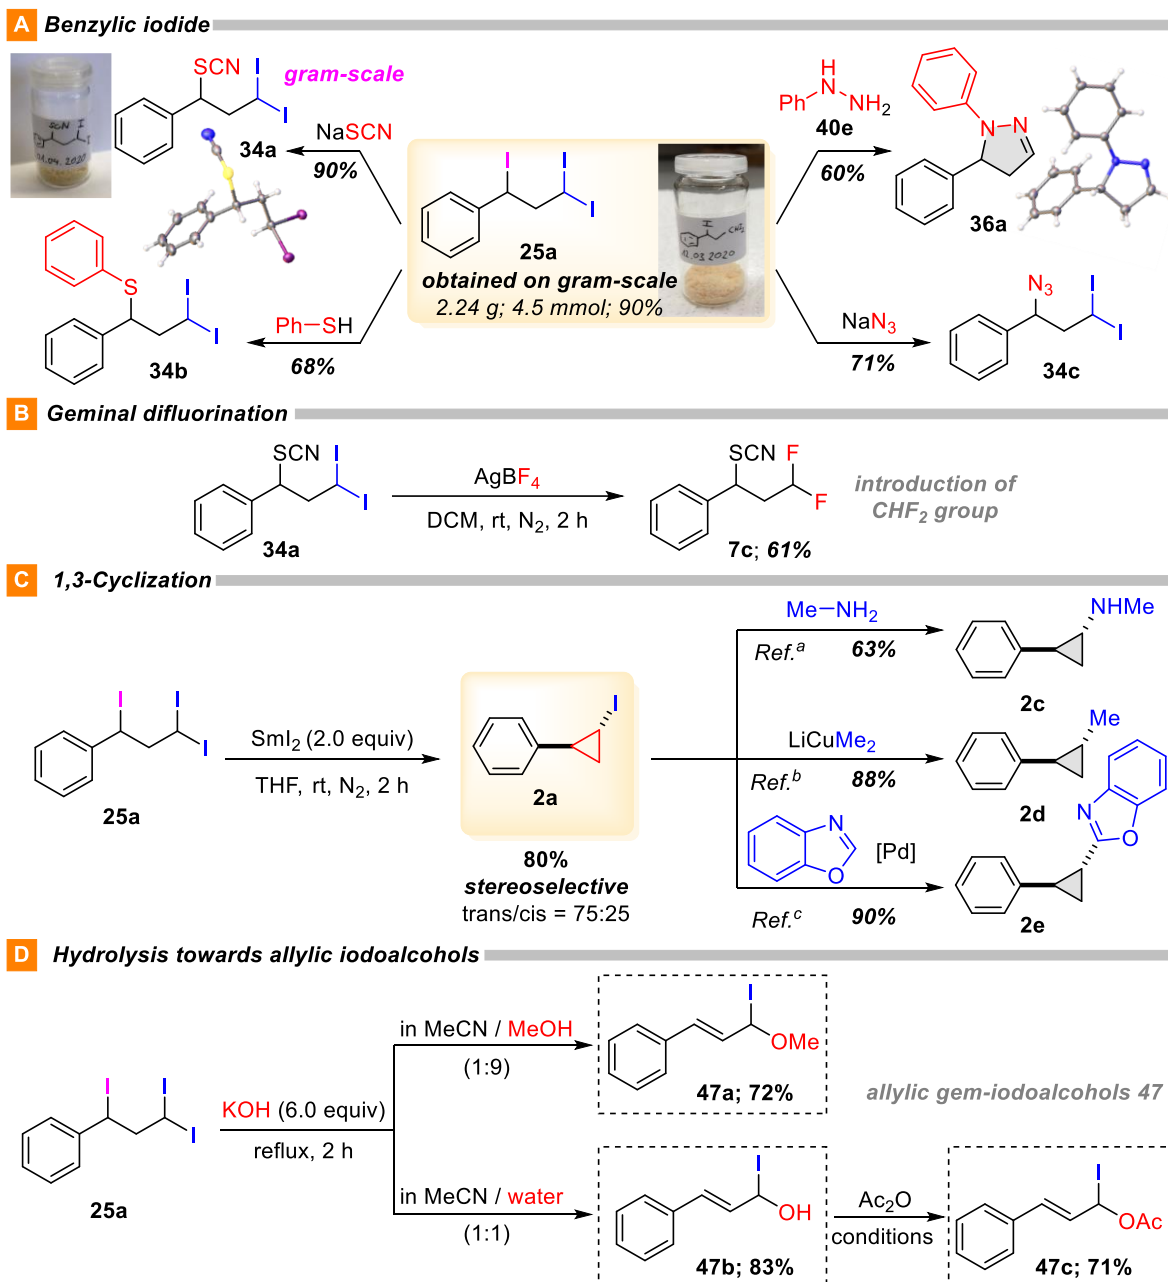 A Benzylic iodide
SCN
I
I
gram-scale
34a
NaSCN
90%
I
I
I
25a
obtained on gram-scale
2.24 g; 4.5 mmol; 90%
11.03.2020
H
Ph N NH2
40e
60%
N N
36a
S
I
I
34b
Ph–SH
68%
NaN3
71%
N3
I
I
34c
B Geminal difluorination
SCN
I
I
34a
AgBF4
DCM, rt, N2, 2 h
SCN
F
F
7c; 61%
introduction of
CHF2 group
C 1,3-Cyclization
I
I
I
25a
SmI2 (2.0 equiv)
THF, rt, N2, 2 h
I
2a
80%
stereoselective
trans/cis = 75:25
Me–NH2
Ref.a 63%
NHMe
2c
LiCuMe2
Ref.b 88%
Me
2d
N
O
[Pd]
Ref.c 90%
N
O
2e
D Hydrolysis towards allylic iodoalcohols
I
I
I
25a
KOH (6.0 equiv)
reflux, 2 h
in MeCN / MeOH
(1:9)
I
OMe
47a; 72%
allylic gem-iodoalcohols 47
in MeCN / water
(1:1)
I
OH
47b; 83%
Ac2O
conditions
I
OAc
47c; 71%